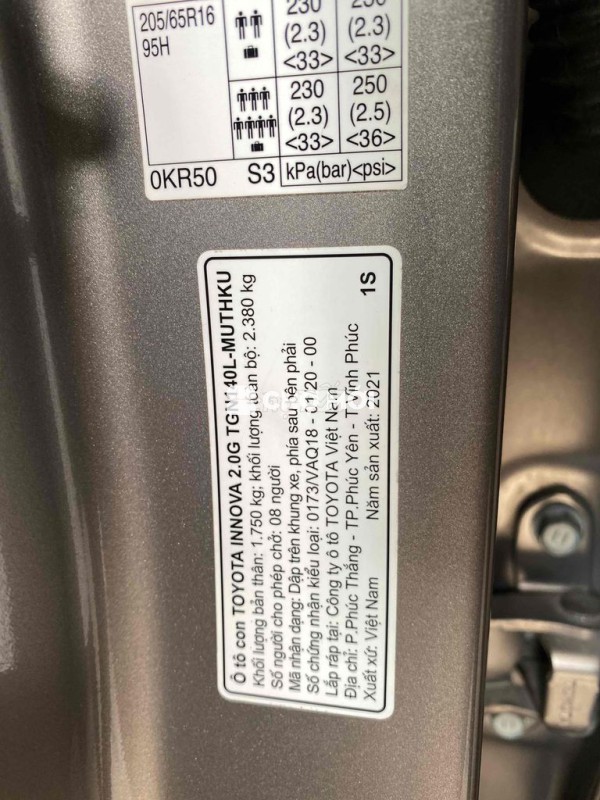 205/65R16
95H
230
(2.3)
<33>
(2.3)
<33>
230
(2.3)
<33>
250
(2.5)
<36>
0KR50 S3 kPa(bar)<psi>
Ô tô con TOYOTA INNOVA 2.0G TGN140L-MUTHKU
Khối lượng bản thân: 1.750 kg; khối lượng toàn bộ: 2.380 kg
Số người cho phép chở: 08 người
Mã nhận dạng: Dập trên khung xe, phía sau bên phải
Số chứng nhận kiểu loại: 0173/VAQ18 - 01/20 - 00
Lắp ráp tại: Công ty ô tô TOYOTA Việt Nam
Địa chỉ: P.Phúc Thắng - TP.Phúc Yên - T.Vĩnh Phúc
Xuất xứ: Việt Nam Năm sản xuất: 2021 1S